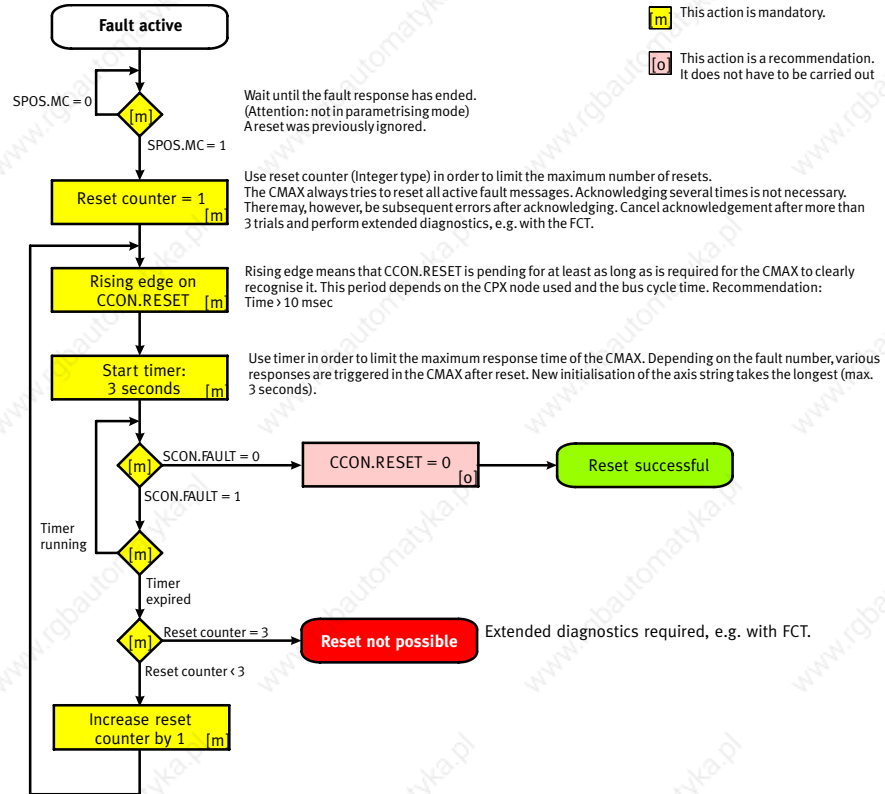 Fault active
[m] This action is mandatory.
[o] This action is a recommendation.
It does not have to be carried out
SPOS.MC = 0
[m]
Wait until the fault response has ended.
(Attention: not in parametrising mode)
A reset was previously ignored.
SPOS.MC = 1
Reset counter = 1
[m]
Use reset counter (Integer type) in order to limit the maximum number of resets.
The CMAX always tries to reset all active fault messages. Acknowledging several times is not necessary.
There may, however, be subsequent errors after acknowledging. Cancel acknowledgement after more than
3 trials and perform extended diagnostics, e.g. with the FCT.
Rising edge on
CCON.RESET [m]
Rising edge means that CCON.RESET is pending for at least as long as is required for the CMAX to clearly
recognise it. This period depends on the CPX node used and the bus cycle time. Recommendation:
Time > 10 msec
Start timer:
3 seconds [m]
Use timer in order to limit the maximum response time of the CMAX. Depending on the fault number, various
responses are triggered in the CMAX after reset. New initialisation of the axis string takes the longest (max.
3 seconds).
[m]
SCON.FAULT = 0
CCON.RESET = 0
[o]
Reset successful
SCON.FAULT = 1
Timer
running
[m]
Timer
expired
[m]
Reset counter = 3
Reset not possible
Extended diagnostics required, e.g. with FCT.
Reset counter < 3
Increase reset
counter by 1 [m]
www.rgbautomatyka.pl